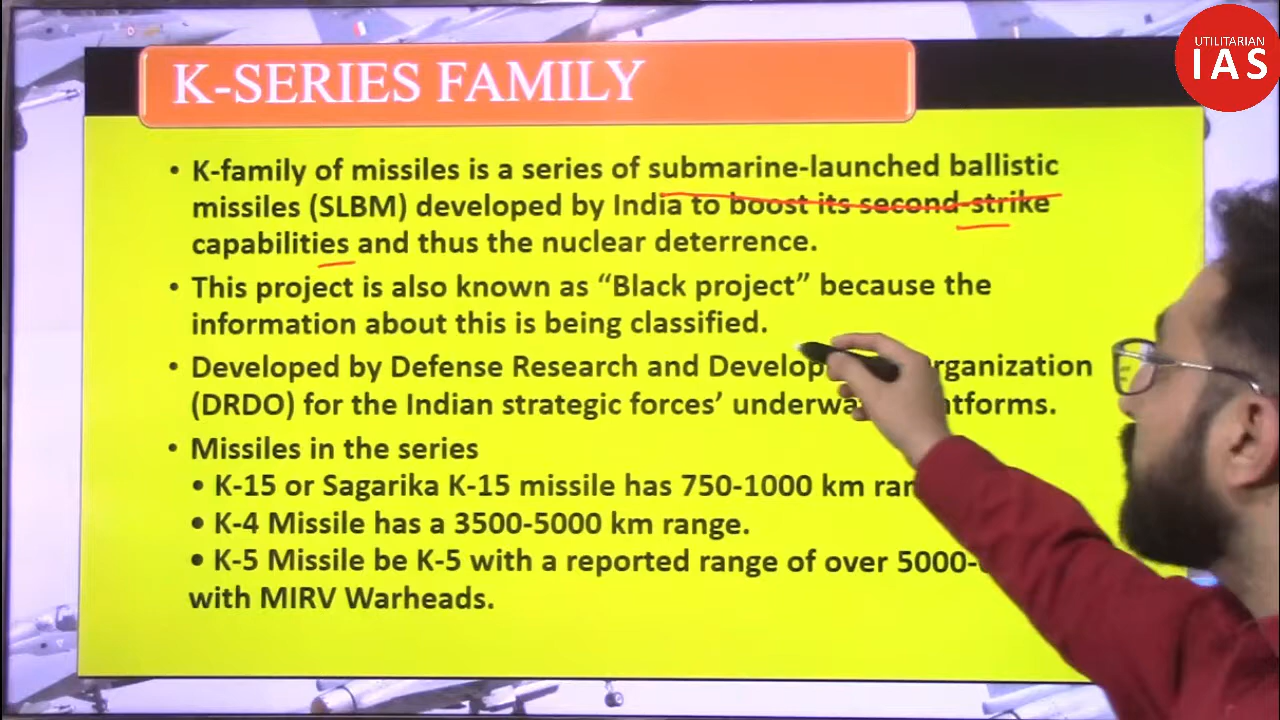 UTILITARIAN
IAS
K-SERIES FAMILY
• K-family of missiles is a series of submarine-launched ballistic
missiles (SLBM) developed by India to boost its second-strike
capabilities and thus the nuclear deterrence.
• This project is also known as “Black project” because the
information about this is being classified.
• Developed by Defense Research and
(DRDO) for the Indian strategic forces’
• Missiles in the series
• K-15 or Sagarika K-15 missile has 750-1000 km
• K-4 Missile has a 3500-5000 km range.
• K-5 Missile be K-5 with a reported range of over 5000-
with MIRV Warheads.